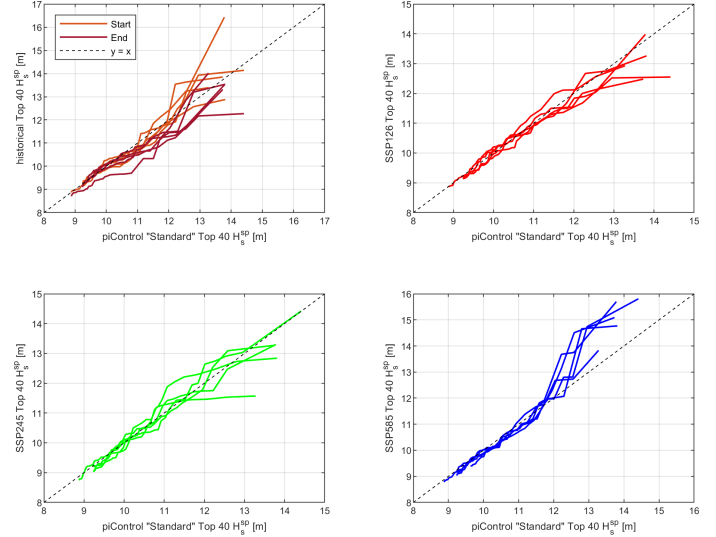 17
16
15
14
13
12
11
10
9
8
historical Top 40 H_s^sp [m]
Start
End
y = x
8 9 10 11 12 13 14 15 16 17
piControl "Standard" Top 40 H_s^sp [m]
15
14
13
12
11
10
9
8
SSP126 Top 40 H_s^sp [m]
8 9 10 11 12 13 14 15
piControl "Standard" Top 40 H_s^sp [m]
15
14
13
12
11
10
9
8
SSP245 Top 40 H_s^sp [m]
8 9 10 11 12 13 14 15
piControl "Standard" Top 40 H_s^sp [m]
16
15
14
13
12
11
10
9
8
SSP585 Top 40 H_s^sp [m]
8 9 10 11 12 13 14 15 16
piControl "Standard" Top 40 H_s^sp [m]